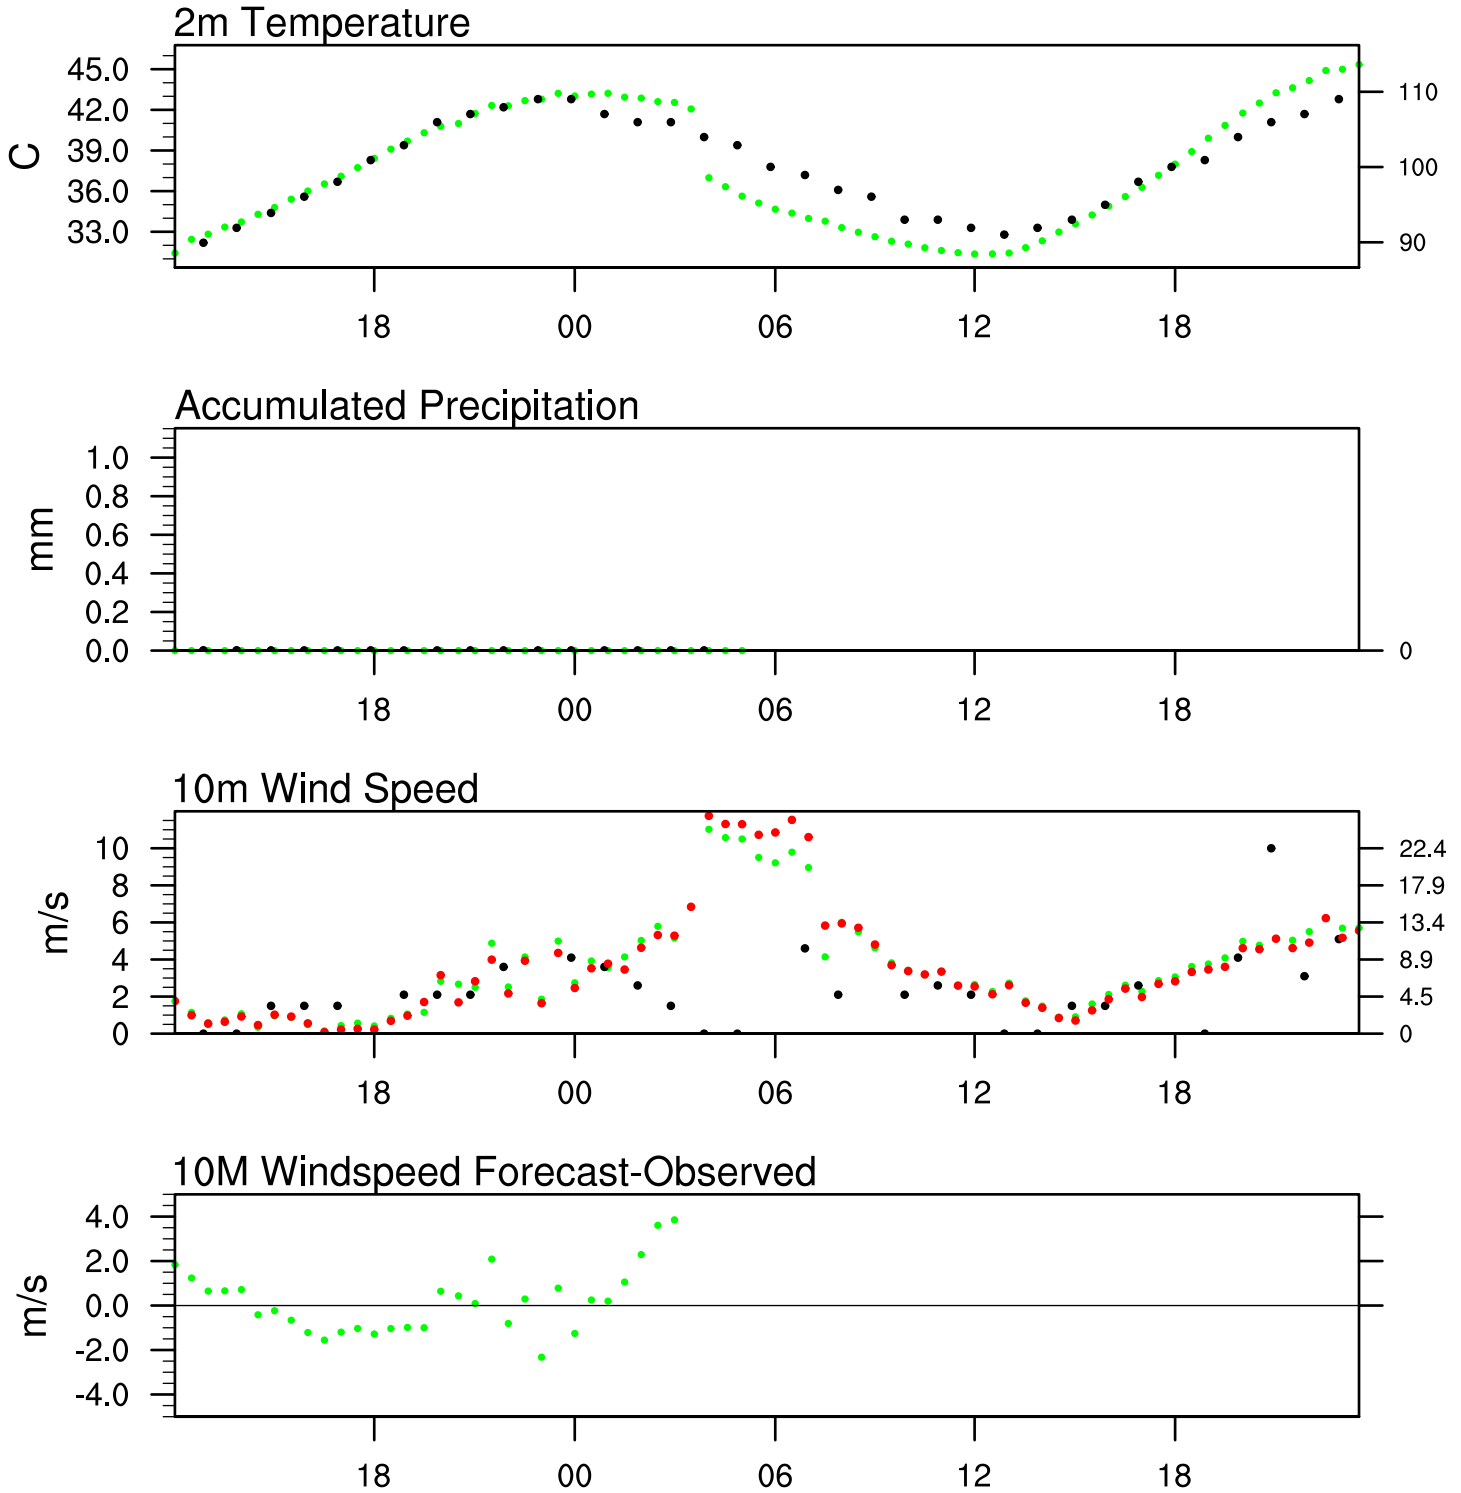 2m Temperature
45.0
42.0
39.0
36.0
33.0
C
110
100
90
18 00 06 12 18
Accumulated Precipitation
1.0
0.8
0.6
0.4
0.2
0.0
mm
0
18 00 06 12 18
10m Wind Speed
10
8
6
4
2
0
m/s
22.4
17.9
13.4
8.9
4.5
0
18 00 06 12 18
10M Windspeed Forecast-Observed
4.0
2.0
0.0
-2.0
-4.0
m/s
18 00 06 12 18